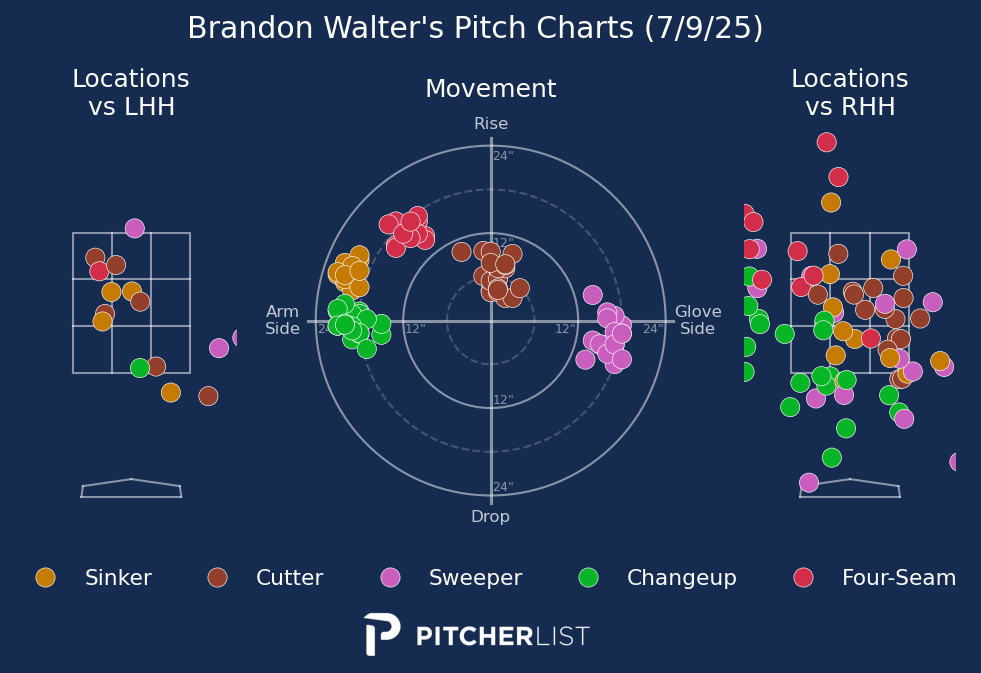 Brandon Walter's Pitch Charts (7/9/25)
Locations
vs LHH
Movement
Locations
vs RHH
Rise
24"
12"
Arm
Side
24"
12"
12"
24"
Glove
Side
12"
24"
Drop
Sinker
Cutter
Sweeper
Changeup
Four-Seam
PITCHERLIST